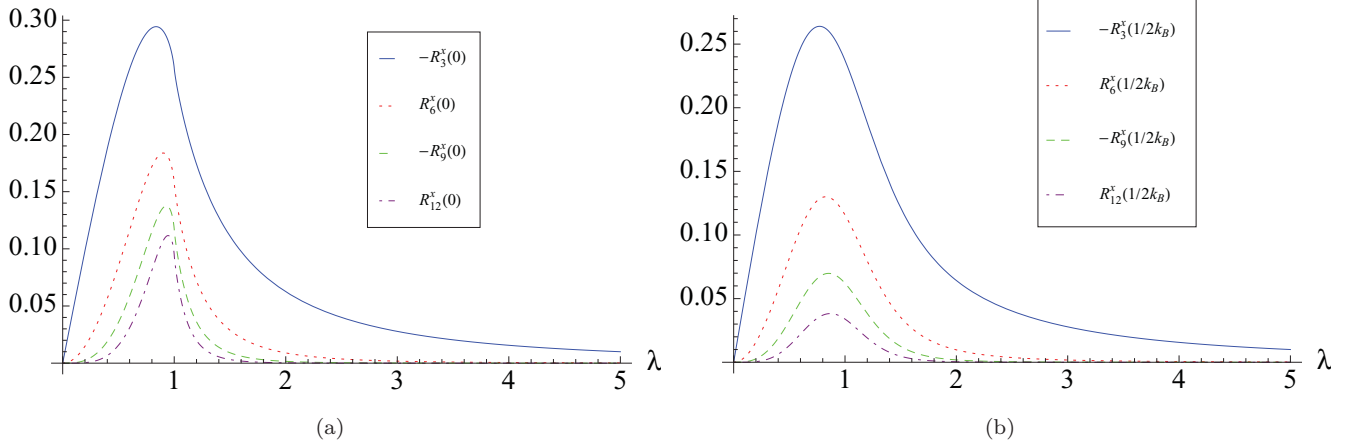 0.30
0.25
0.20
0.15
0.10
0.05
1
2
3
4
5
λ
−R₃ˣ(0)
R₆ˣ(0)
−R₉ˣ(0)
R₁₂ˣ(0)
(a)
0.25
0.20
0.15
0.10
0.05
1
2
3
4
5
λ
−R₃ˣ(1/2k_B)
R₆ˣ(1/2k_B)
−R₉ˣ(1/2k_B)
R₁₂ˣ(1/2k_B)
(b)